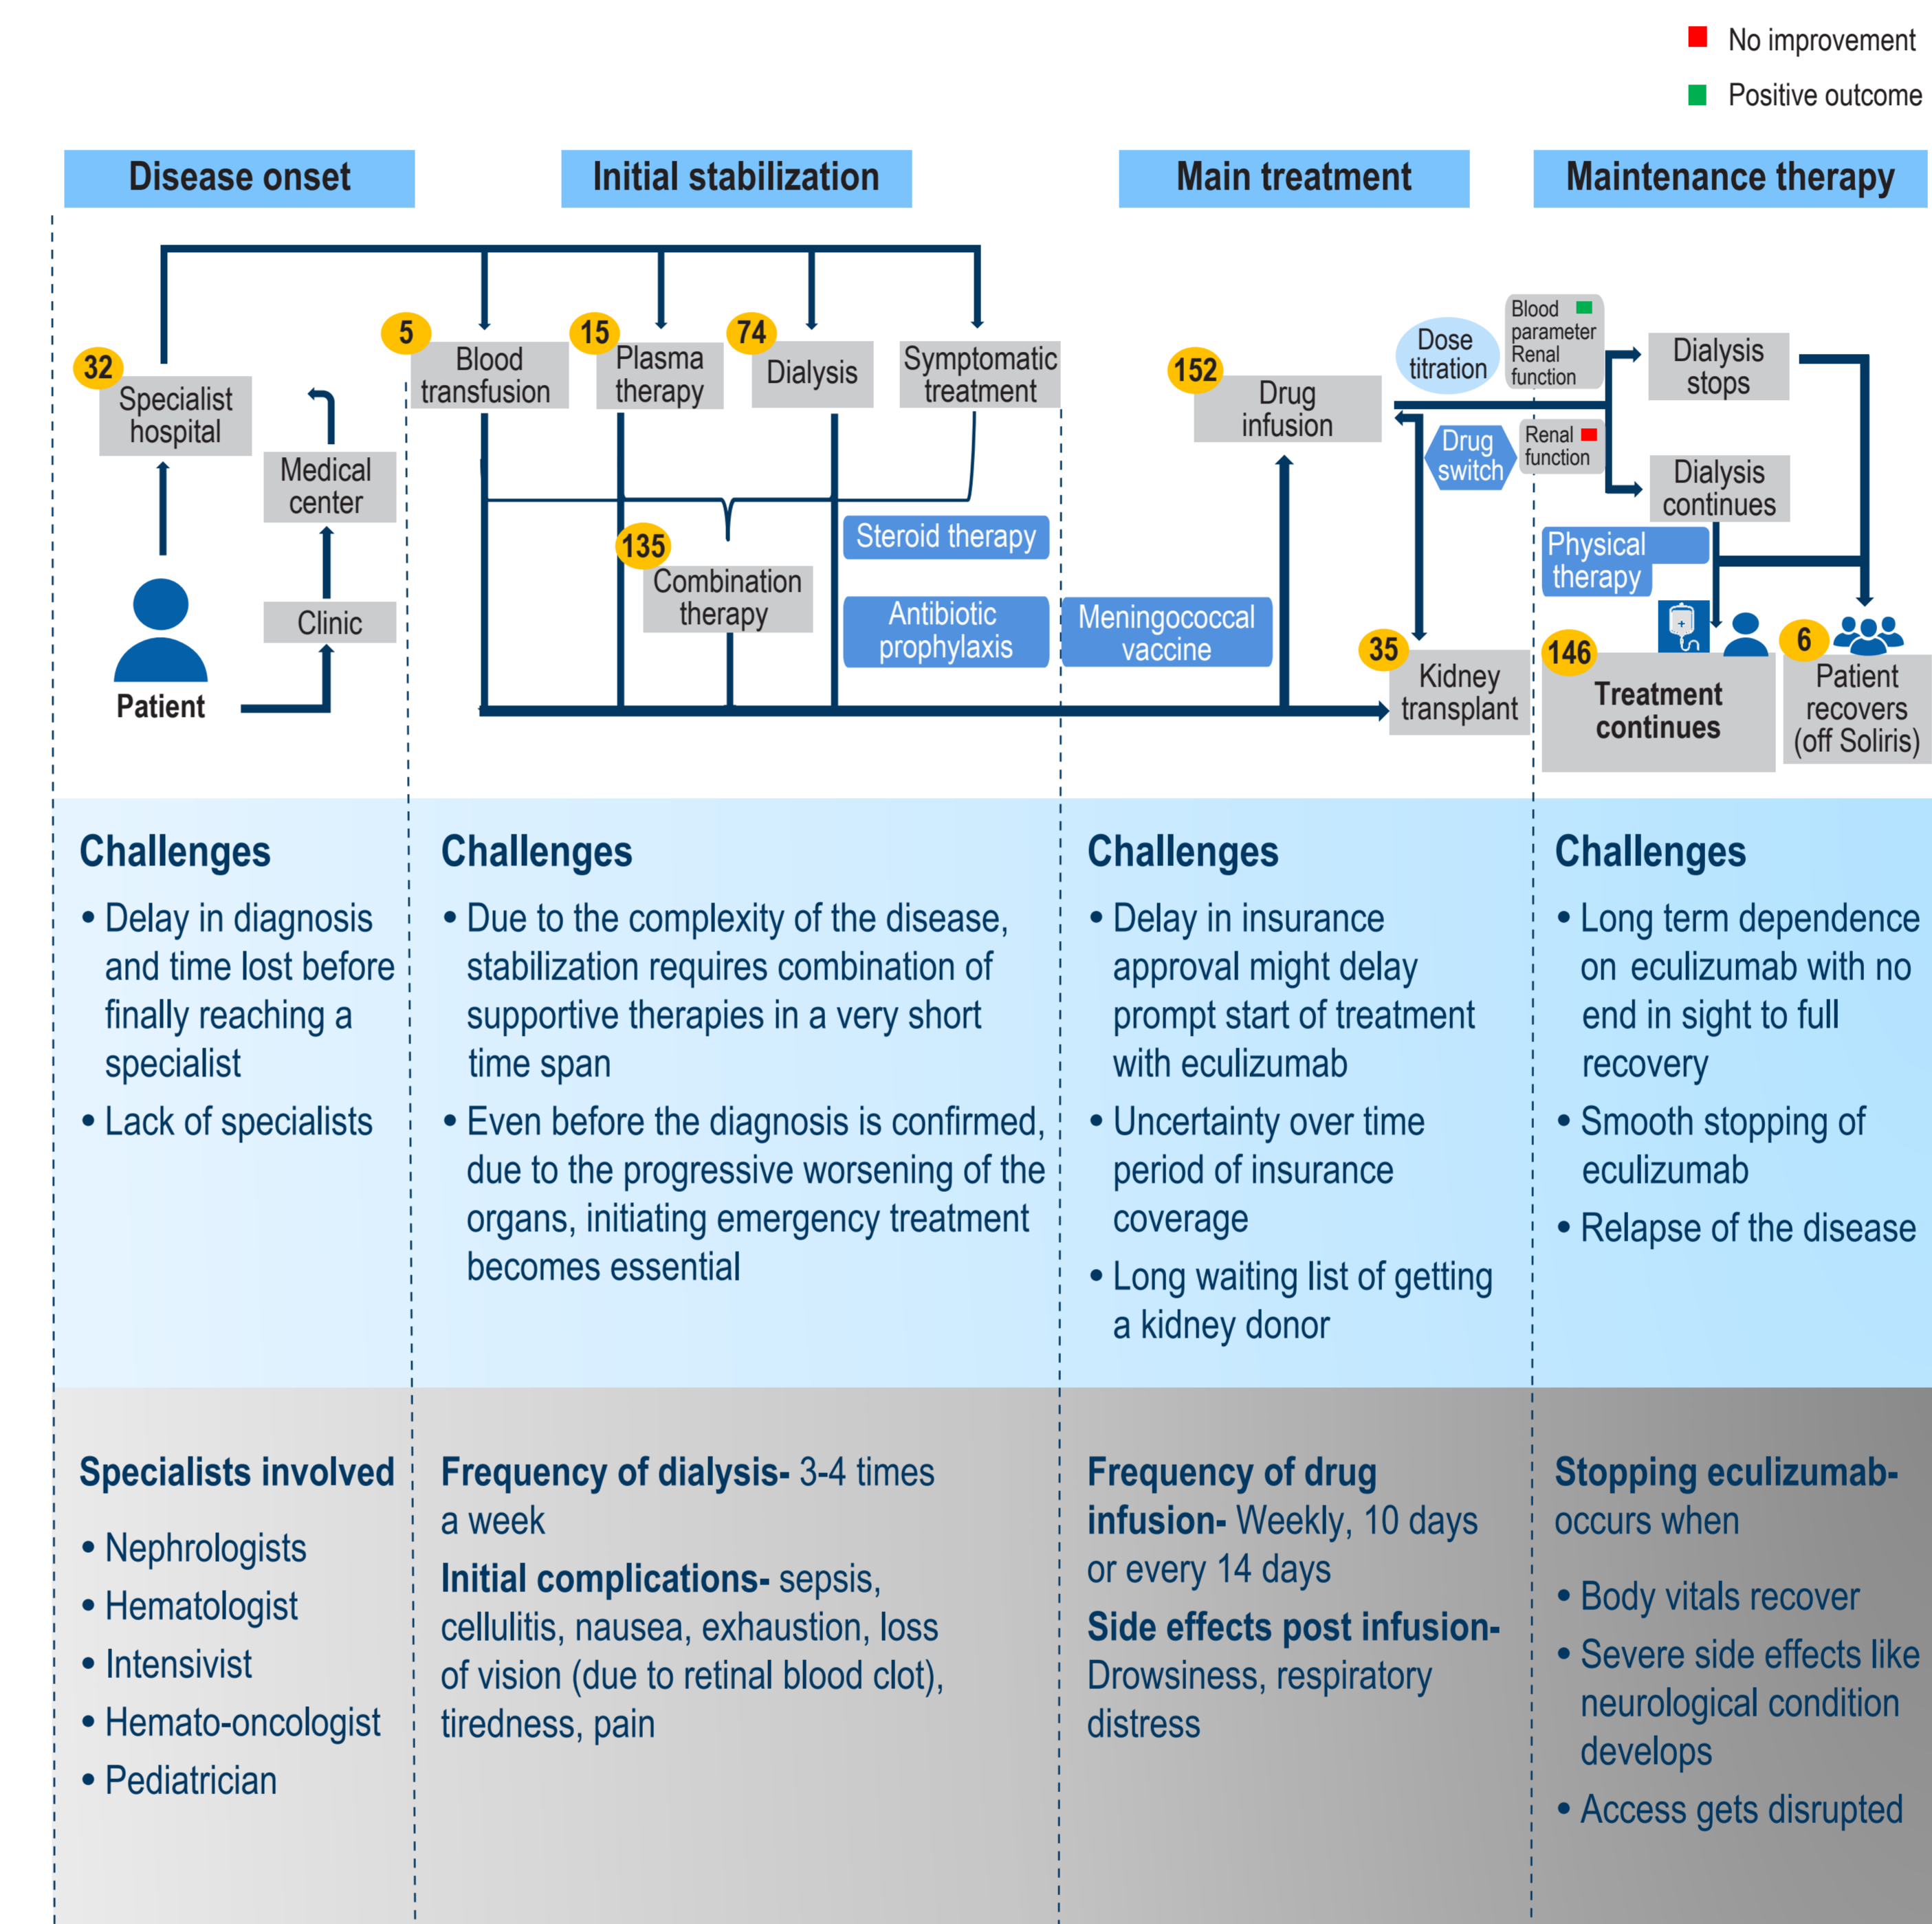 No improvement
Positive outcome
Disease onset
Initial stabilization
Main treatment
Maintenance therapy
32
Specialist
hospital
Medical
center
Clinic
Patient
5
Blood
transfusion
15
Plasma
therapy
74
Dialysis
Symptomatic
treatment
135
Combination
therapy
Steroid therapy
Antibiotic
prophylaxis
Meningococcal
vaccine
152
Drug
infusion
Dose
titration
Drug
switch
35
Kidney
transplant
Blood
parameter
Renal
function
Renal
function
Dialysis
stops
Dialysis
continues
Physical
therapy
+
146
Treatment
continues
6
Patient
recovers
(off Soliris)
Challenges
• Delay in diagnosis
and time lost before
finally reaching a
specialist
• Lack of specialists
Challenges
• Due to the complexity of the disease,
stabilization requires combination of
supportive therapies in a very short
time span
• Even before the diagnosis is confirmed,
due to the progressive worsening of the
organs, initiating emergency treatment
becomes essential
Challenges
• Delay in insurance
approval might delay
prompt start of treatment
with eculizumab
• Uncertainty over time
period of insurance
coverage
• Long waiting list of getting
a kidney donor
Challenges
• Long term dependence
on eculizumab with no
end in sight to full
recovery
• Smooth stopping of
eculizumab
• Relapse of the disease
Specialists involved
• Nephrologists
• Hematologist
• Intensivist
• Hemato-oncologist
• Pediatrician
Frequency of dialysis- 3-4 times
a week
Initial complications- sepsis,
cellulitis, nausea, exhaustion, loss
of vision (due to retinal blood clot),
tiredness, pain
Frequency of drug
infusion- Weekly, 10 days
or every 14 days
Side effects post infusion-
Drowsiness, respiratory
distress
Stopping eculizumab-
occurs when
• Body vitals recover
• Severe side effects like
neurological condition
develops
• Access gets disrupted